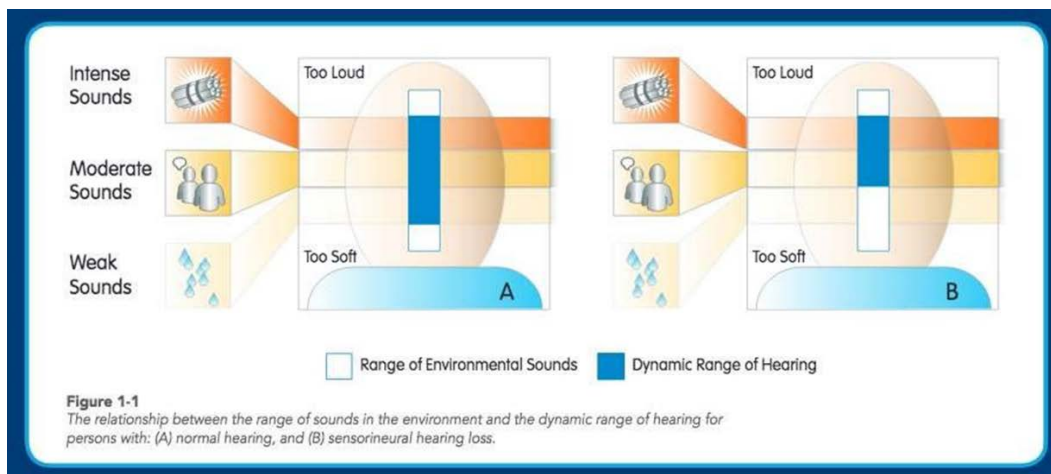 Intense
Sounds
Moderate
Sounds
Weak
Sounds
Too Loud
Too Soft
A
Too Loud
Too Soft
B
Range of Environmental Sounds
Dynamic Range of Hearing
Figure 1-1
The relationship between the range of sounds in the environment and the dynamic range of hearing for
persons with: (A) normal hearing, and (B) sensorineural hearing loss.